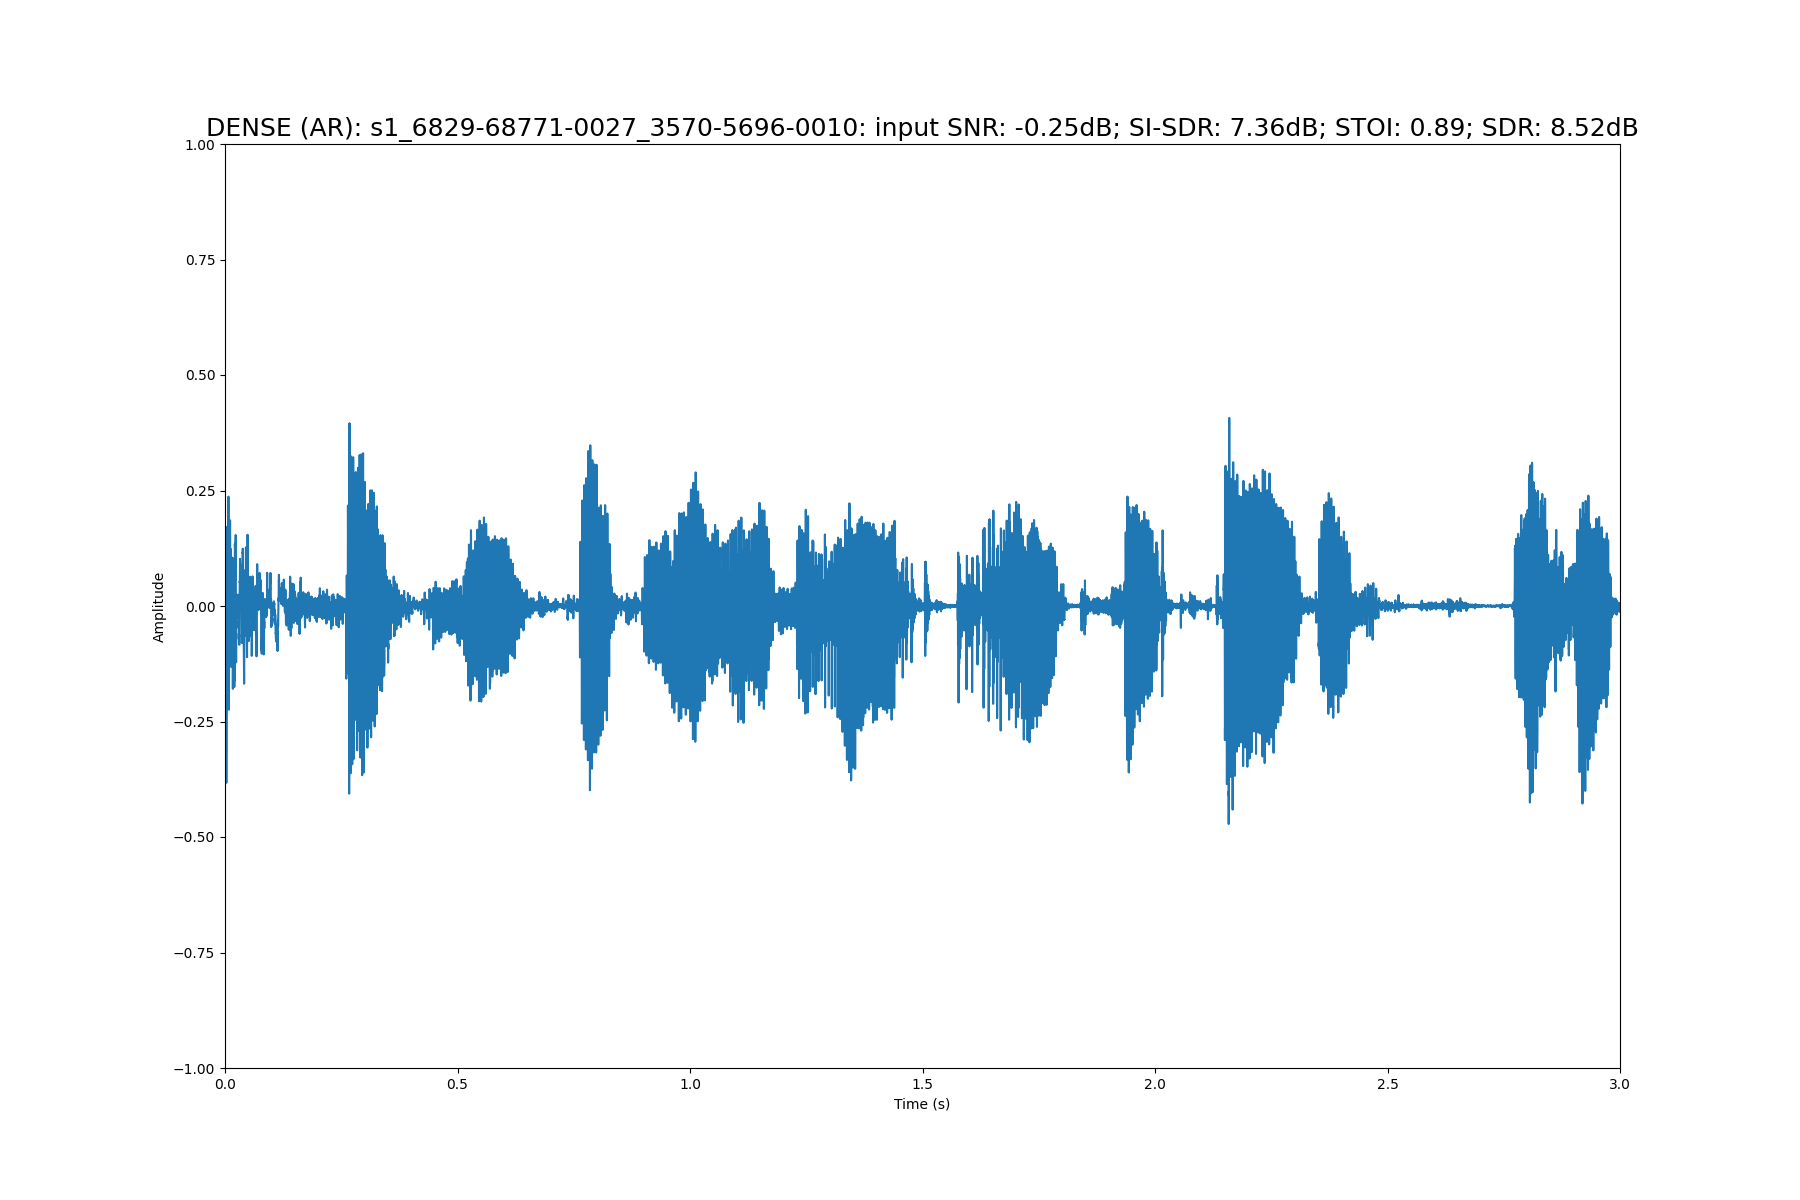 DENSE (AR): s1_6829-68771-0027_3570-5696-0010: input SNR: -0.25dB; SI-SDR: 7.36dB; STOI: 0.89; SDR: 8.52dB
1.00
0.75
0.50
0.25
0.00
−0.25
−0.50
−0.75
−1.00
Amplitude
0.0 0.5 1.0 1.5 2.0 2.5 3.0
Time (s)